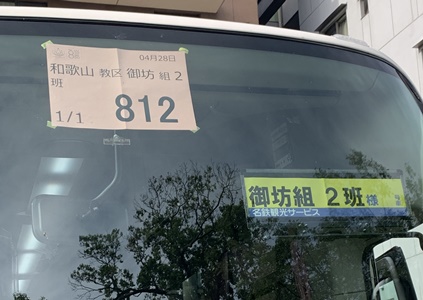 04月28日
和歌山 教区 御坊 組 2
班
1/1 812
御坊組 2班 様
名鉄観光サービス